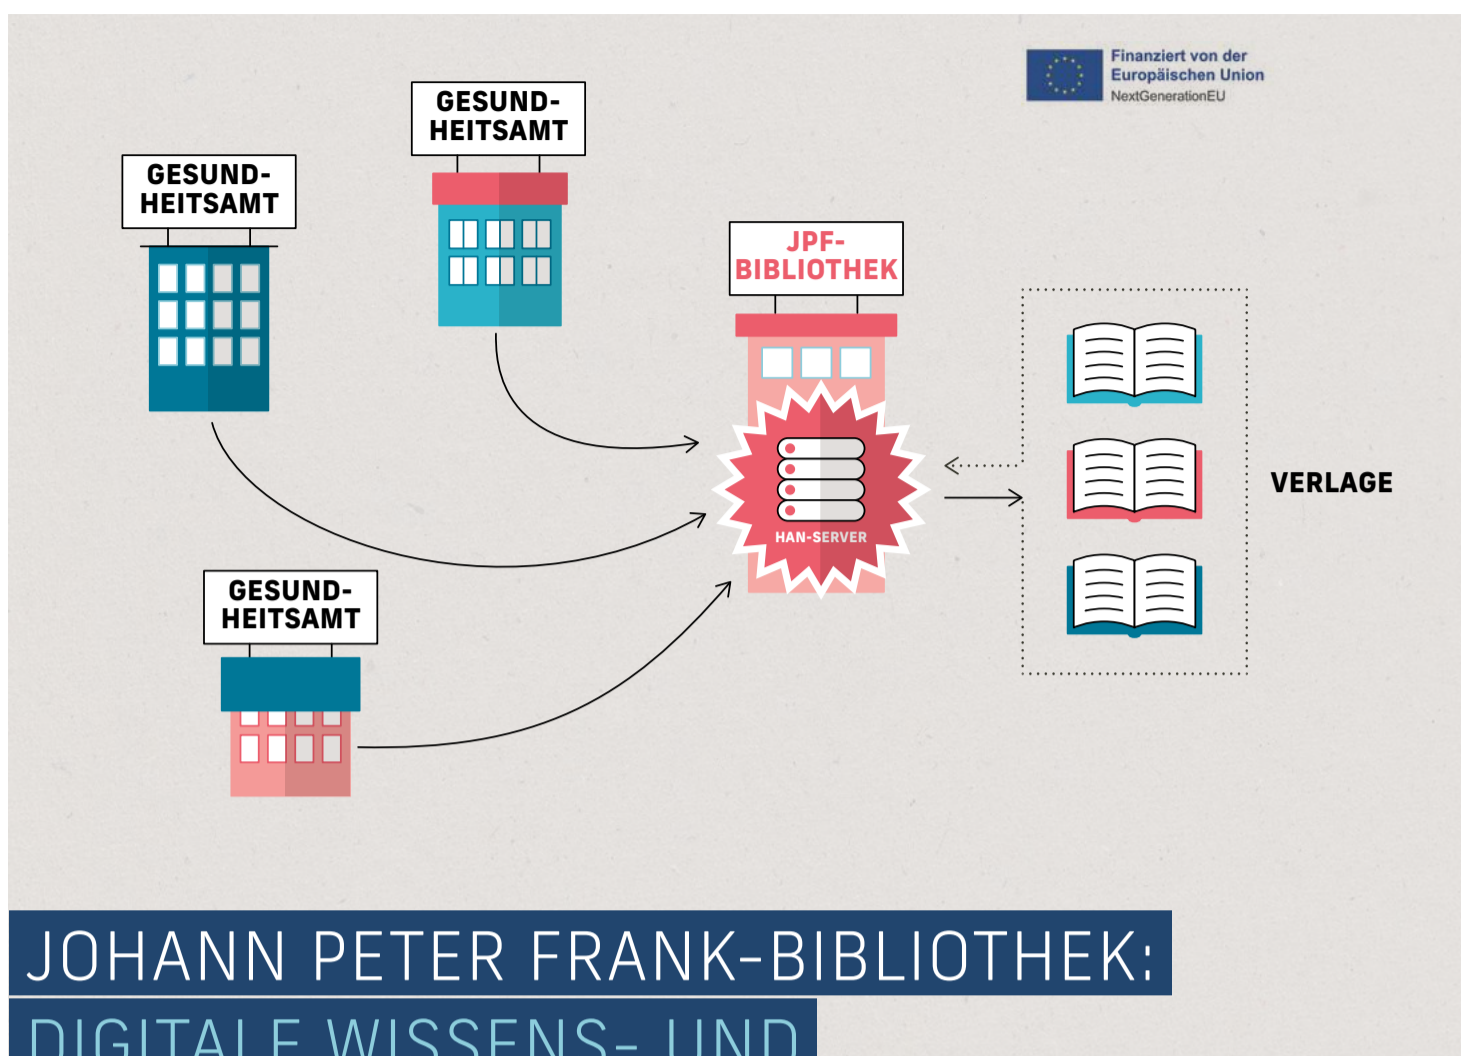 Finanziert von der
Europäischen Union
NextGenerationEU
GESUND-
HEITSAMT
GESUND-
HEITSAMT
JPF-
BIBLIOTHEK
HAN-SERVER
VERLAGE
GESUND-
HEITSAMT
JOHANN PETER FRANK-BIBLIOTHEK:
DIGITALE WISSENS- UND